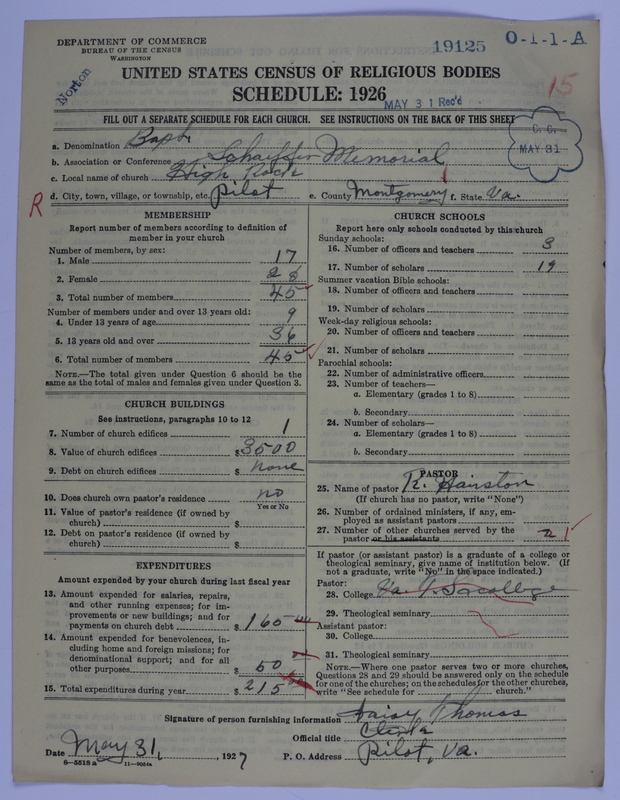 DEPARTMENT OF COMMERCE
BUREAU OF THE CENSUS
WASHINGTON
Norton
19125
O-1-1-A
UNITED STATES CENSUS OF RELIGIOUS BODIES
SCHEDULE: 1926
MAY 31 Rec'd
15
FILL OUT A SEPARATE SCHEDULE FOR EACH CHURCH. SEE INSTRUCTIONS ON THE BACK OF THIS SHEET
C. C.
MAY 31
a. Denomination Bapt.
b. Association or Conference Schaeffer Memorial
c. Local name of church High Rock
R
d. City, town, village, or township, etc. Pilot e. County Montgomery f. State Va.
MEMBERSHIP
Report number of members according to definition of
member in your church
Number of members, by sex:
1. Male 17
2. Female 28
3. Total number of members 45
Number of members under and over 13 years old:
4. Under 13 years of age 9
5. 13 years old and over 36
6. Total number of members 45
NOTE.—The total given under Question 6 should be
same as the total of males and females given under Question 3.
CHURCH BUILDINGS
See instructions, paragraphs 10 to 12
7. Number of church edifices 1
8. Value of church edifices $3500
9. Debt on church edifices $ None
10. Does church own pastor's residence no
Yes or No
11. Value of pastor's residence (if owned by
church) $
12. Debt on pastor's residence (if owned by
church) $
EXPENDITURES
Amount expended by your church during last fiscal year
13. Amount expended for salaries, repairs,
and other running expenses; for im-
provements or new buildings; and for
payments on church debt $165
14. Amount expended for benevolences, in-
cluding home and foreign missions; for
denominational support; and for all
other purposes $50
15. Total expenditures during year $215
CHURCH SCHOOLS
Report here only schools conducted by this church
Sunday schools:
16. Number of officers and teachers 3
17. Number of scholars 19
Summer vacation Bible schools:
18. Number of officers and teachers
19. Number of scholars
Week-day religious schools:
20. Number of officers and teachers
21. Number of scholars
Parochial schools:
22. Number of administrative officers
23. Number of teachers—
a. Elementary (grades 1 to 8)
b. Secondary
24. Number of scholars—
a. Elementary (grades 1 to 8)
b. Secondary
PASTOR
25. Name of pastor R. Hairston
(If church has no pastor, write "None")
26. Number of ordained ministers, if any, em-
ployed as assistant pastors
27. Number of other churches served by the
pastor or his assistants
If pastor (or assistant pastor) is a graduate of a college or
theological seminary, give name of institution below. (If
not a graduate, write "No" in the space indicated.)
Pastor:
28. College
29. Theological seminary
Assistant pastor:
30. College
31. Theological seminary
NOTE.—Where one pastor serves two or more churches,
Questions 28 and 29 should be answered only on the schedule
for one of the churches; on the schedules for the other churches,
write "See schedule for church."
Signature of person furnishing information Daisy Thomas
Official title Clerk
Date May 31, 1927 P. O. Address Pilot, Va.
8-5518 a 11-9054a